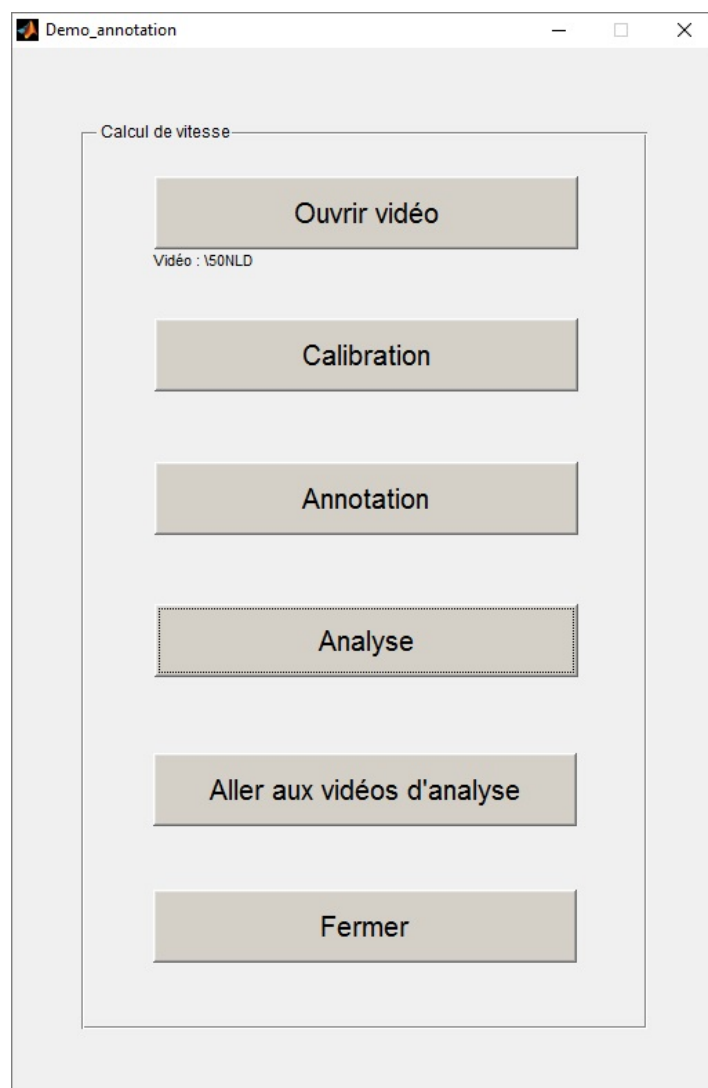 Demo_annotation
Calcul de vitesse
Ouvrir vidéo
Vidéo : \50NLD
Calibration
Annotation
Analyse
Aller aux vidéos d'analyse
Fermer